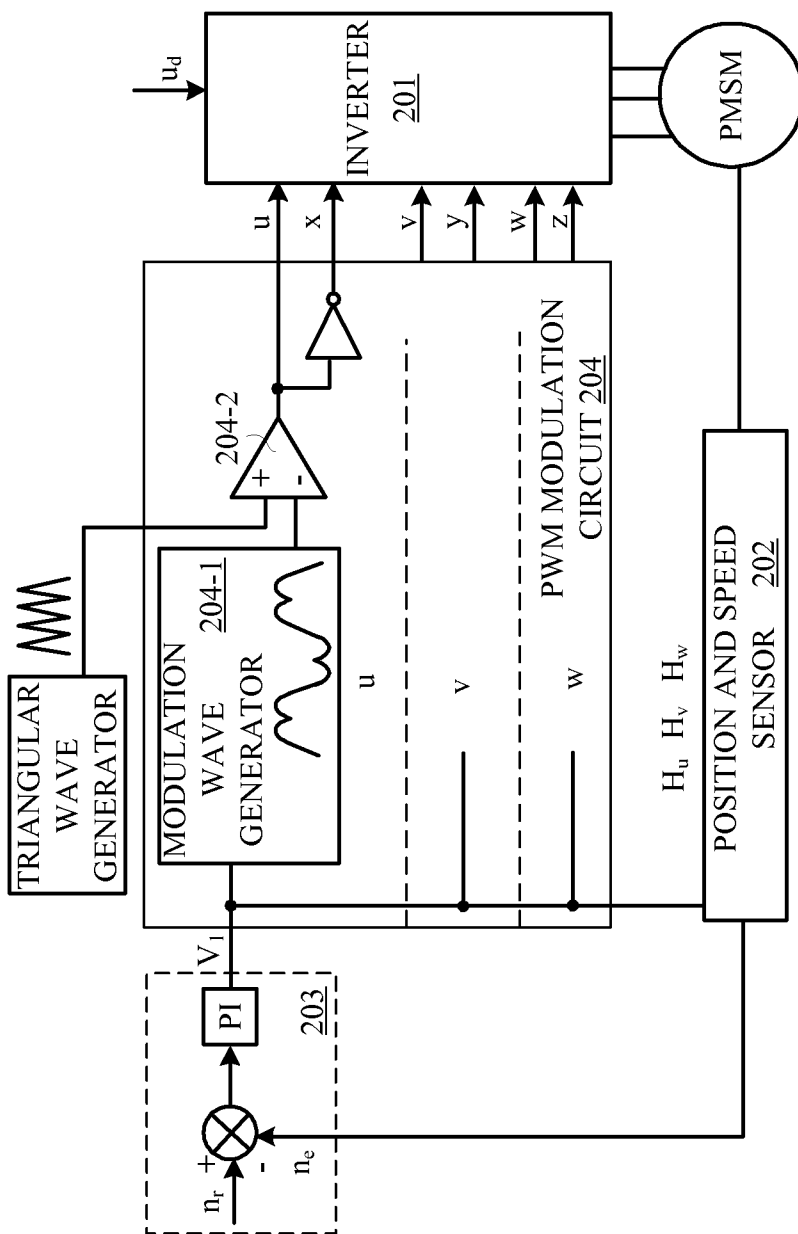 TRIANGULAR
WAVE
GENERATOR
u_d
n_r
+
-
n_e
PI
203
V_1
MODULATION
WAVE
GENERATOR
204-1
204-2
+
-
u
v
w
PWM MODULATION
CIRCUIT 204
u
x
v
y
w
z
INVERTER
201
H_u H_v H_w
POSITION AND SPEED
SENSOR 202
PMSM